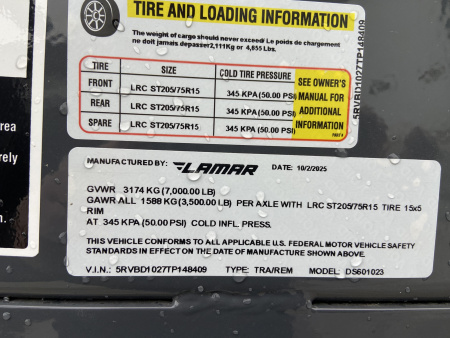 TIRE AND LOADING INFORMATION
The weight of cargo should never exceed/ Le poids de chargement
ne doit jamais depasser 2,111Kg or 4,655 Lbs.
TIRE SIZE COLD TIRE PRESSURE
FRONT LRC ST205/75R15 345 KPA (50.00 PSI)
REAR LRC ST205/75R15 345 KPA (50.00 PSI)
SPARE LRC ST205/75R15 345 KPA (50.00 PSI)
SEE OWNER'S
MANUAL FOR
ADDITIONAL
INFORMATION
5RVBD1027TP148409
area
rely
MANUFACTURED BY: LAMAR DATE: 10/2/2025
GVWR 3174 KG (7,000.00 LB)
GAWR ALL 1588 KG (3,500.00 LB) PER AXLE WITH LRC ST205/75R15 TIRE 15x5
RIM
AT 345 KPA (50.00 PSI) COLD INFL. PRESS.
THIS VEHICLE CONFORMS TO ALL APPLICABLE U.S. FEDERAL MOTOR VEHICLE SAFETY
STANDARDS IN EFFECT ON THE DATE OF MANUFACTURE SHOWN ABOVE.
V.I.N.: 5RVBD1027TP148409 TYPE: TRA/REM MODEL: DS601023